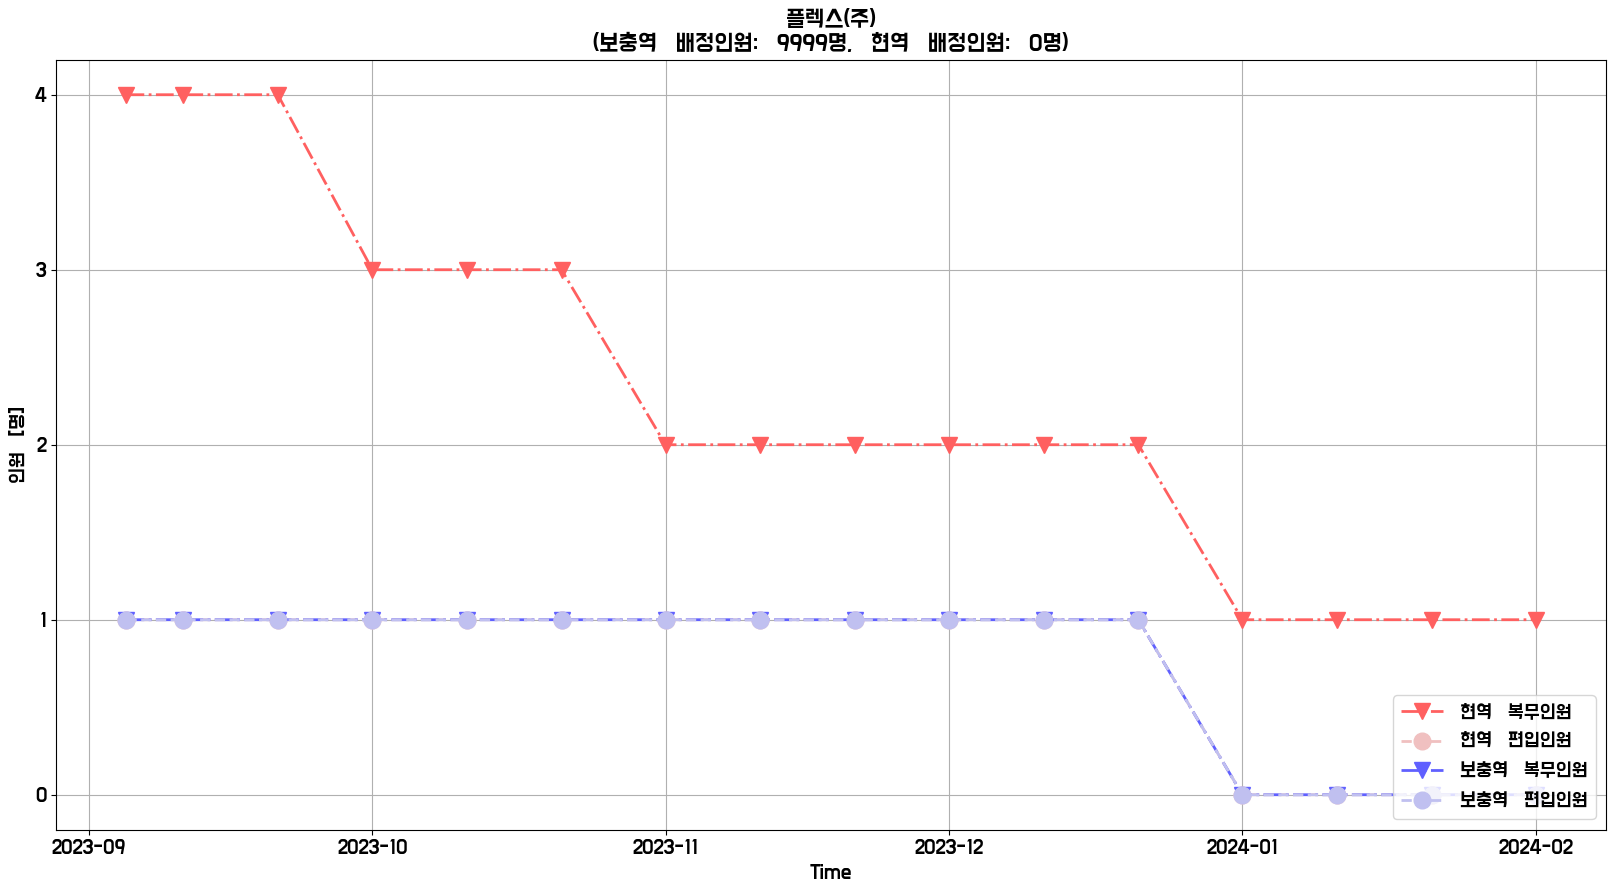 플렉스(주)
(보충역 배정인원: 9999명, 현역 배정인원: 0명)
인원 [명]
4
3
2
1
0
현역 복무인원
현역 편입인원
보충역 복무인원
보충역 편입인원
2023-09 2023-10 2023-11 2023-12 2024-01 2024-02
Time